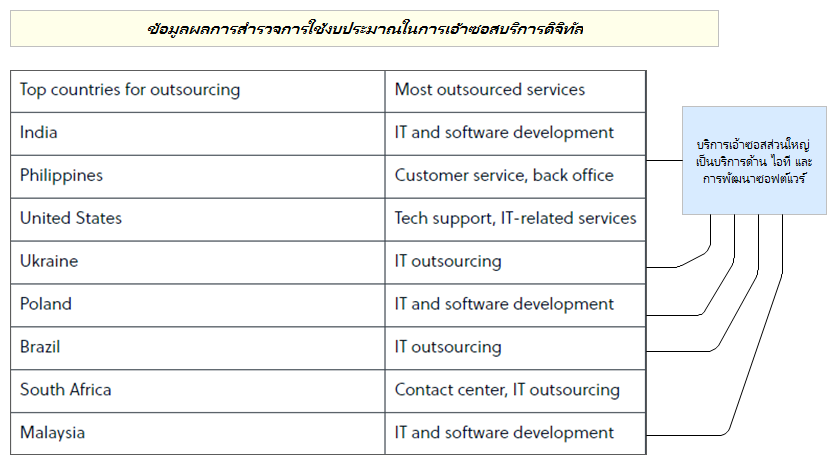 ข้อมูลผลการสำรวจการใช้งบประมาณในการเอ้าซอสบริการดิจิทัล
Top countries for outsourcing Most outsourced services
India IT and software development
Philippines Customer service, back office
United States Tech support, IT-related services
Ukraine IT outsourcing
Poland IT and software development
Brazil IT outsourcing
South Africa Contact center, IT outsourcing
Malaysia IT and software development
บริการเอ้าซอสส่วนใหญ่
เป็นบริการด้าน ไอที และ
การพัฒนาซอฟต์แวร์